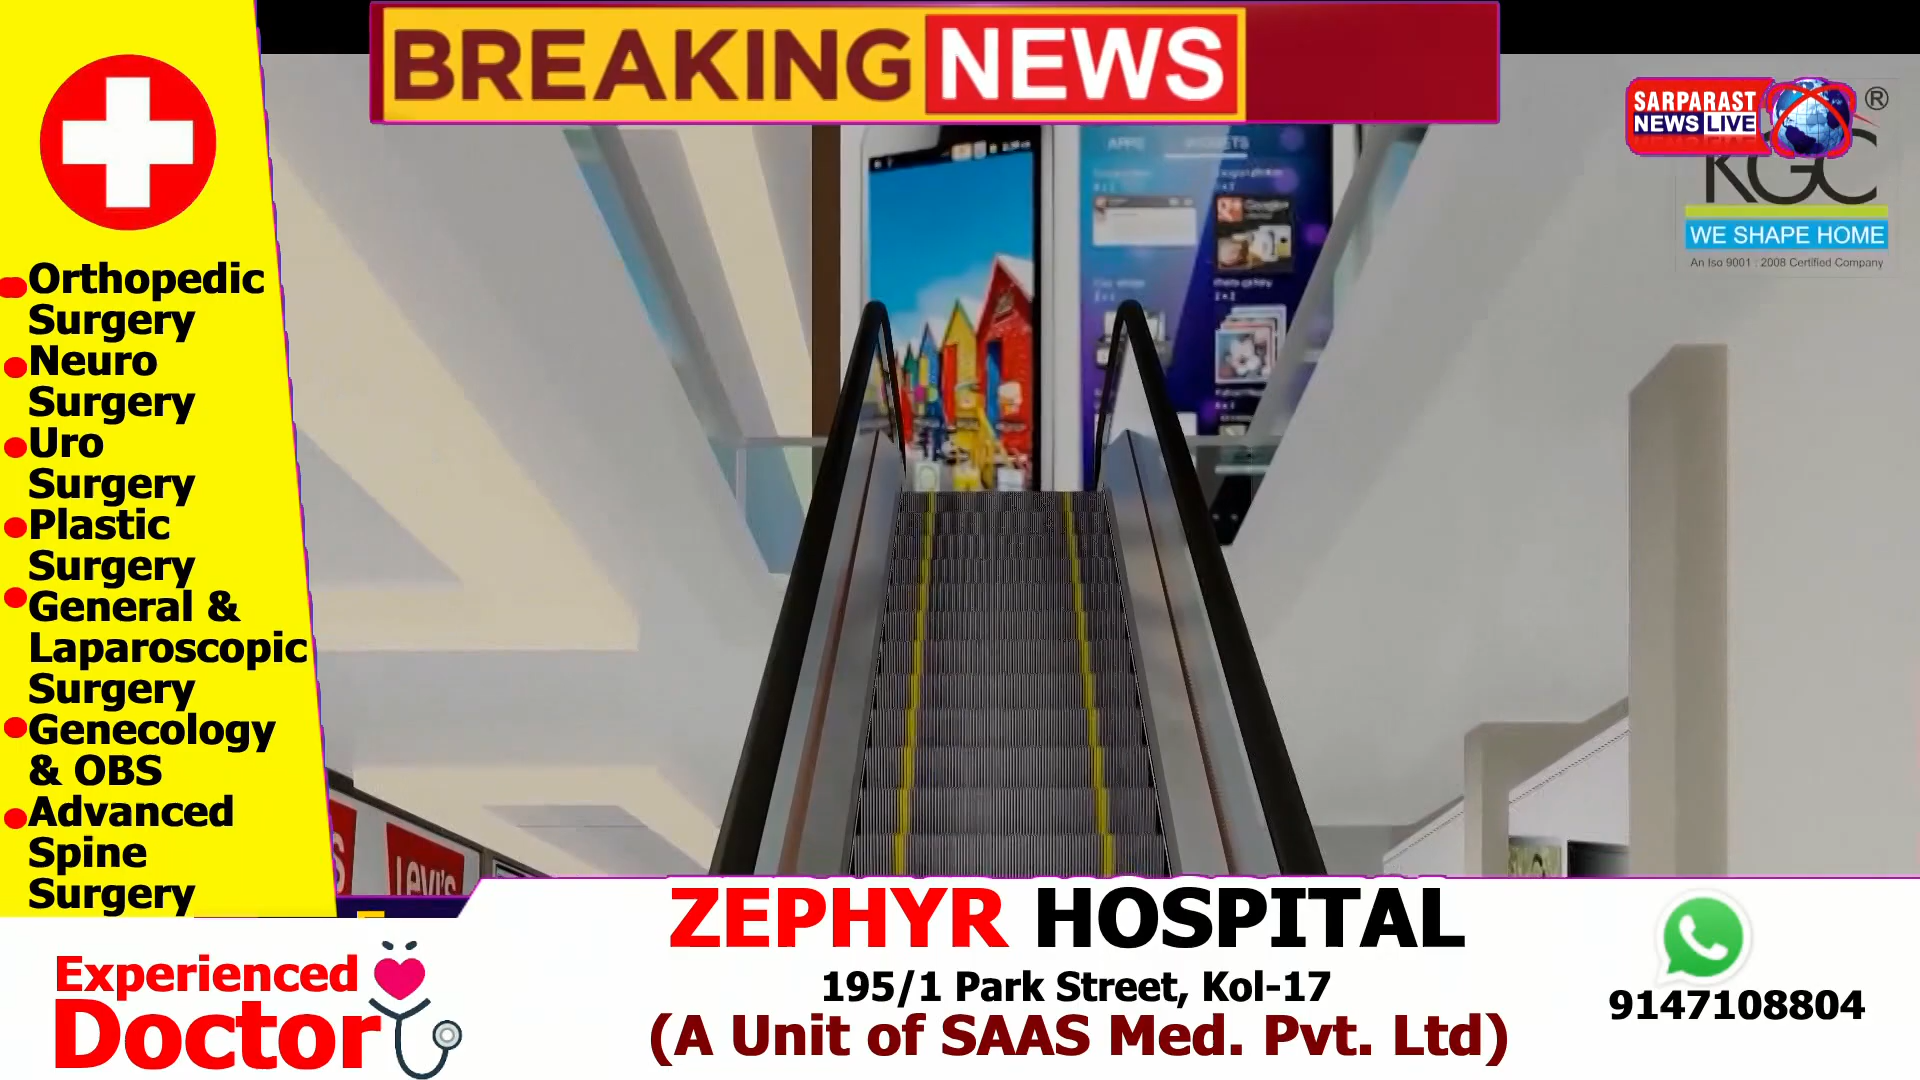 BREAKING NEWS
SARPARAST
NEWS LIVE
®
KGC
WE SHAPE HOME
An Iso 9001 : 2008 Certified Company
APPS
WIDGETS
Orthopedic
Surgery
Neuro
Surgery
Uro
Surgery
Plastic
Surgery
General &
Laparoscopic
Surgery
Genecology
& OBS
Advanced
Spine
Surgery
Levi's
Experienced
Doctor
ZEPHYR HOSPITAL
195/1 Park Street, Kol-17
(A Unit of SAAS Med. Pvt. Ltd)
9147108804